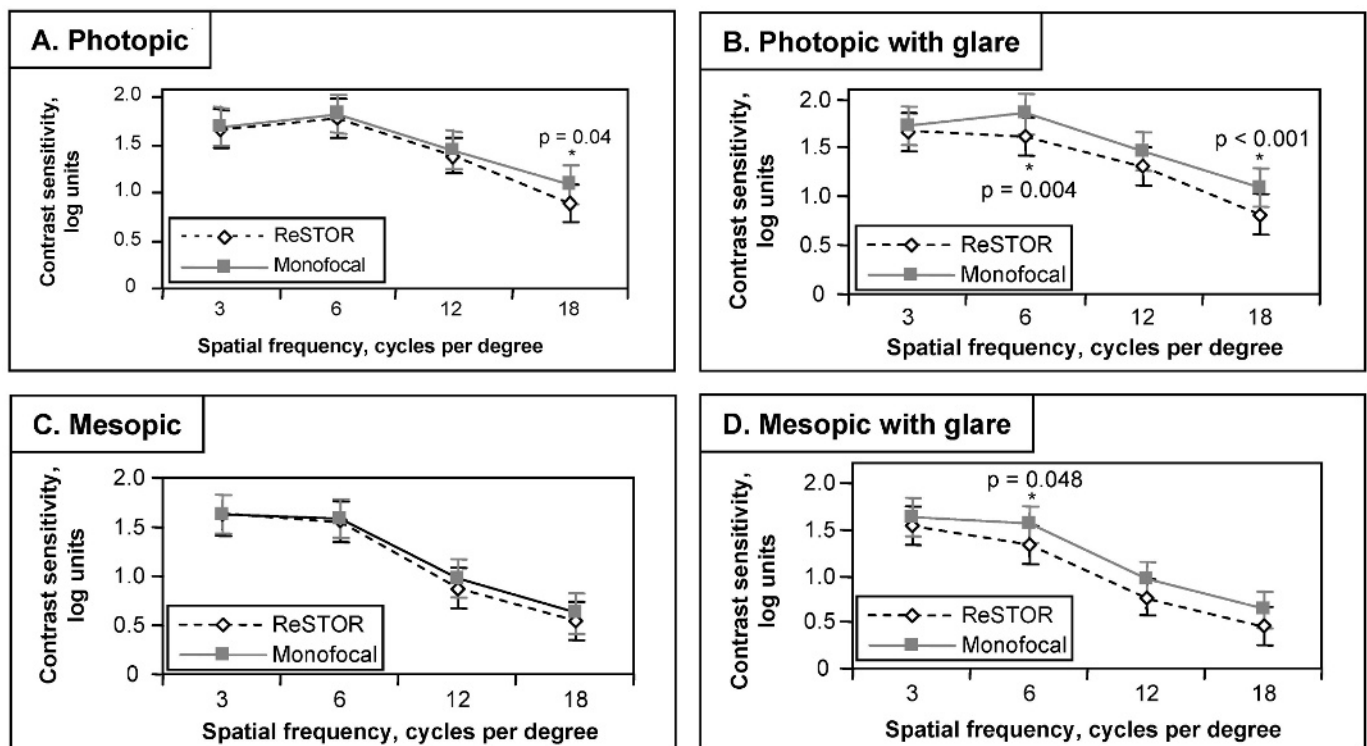 A. Photopic
Contrast sensitivity,
log units
2.0
1.5
1.0
0.5
0
p = 0.04
*
ReSTOR
Monofocal
3 6 12 18
Spatial frequency, cycles per degree
B. Photopic with glare
Contrast sensitivity,
log units
2.0
1.5
1.0
0.5
0
p < 0.001
*
*
p = 0.004
ReSTOR
Monofocal
3 6 12 18
Spatial frequency, cycles per degree
C. Mesopic
Contrast sensitivity,
log units
2.0
1.5
1.0
0.5
0
ReSTOR
Monofocal
3 6 12 18
Spatial frequency, cycles per degree
D. Mesopic with glare
Contrast sensitivity,
log units
2.0
1.5
1.0
0.5
0
p = 0.048
*
ReSTOR
Monofocal
3 6 12 18
Spatial frequency, cycles per degree